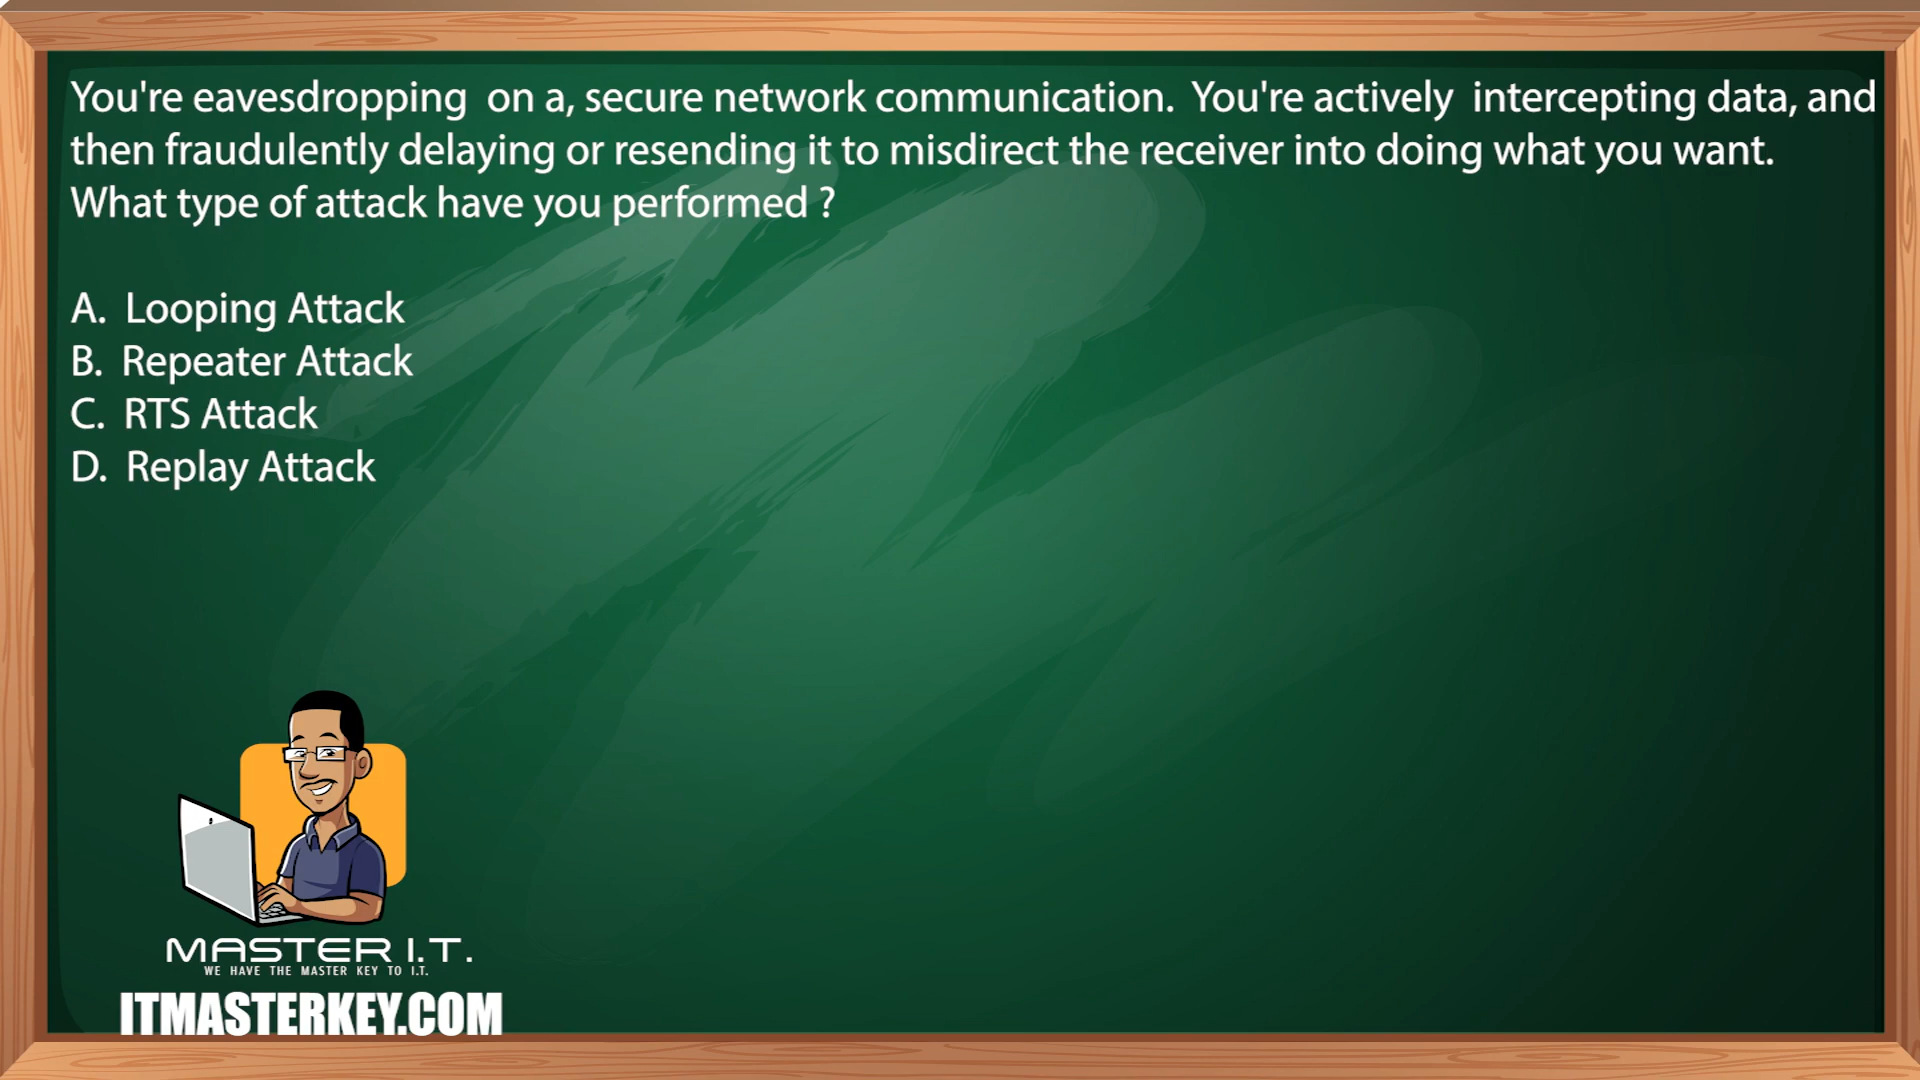 You're eavesdropping  on a, secure network communication.  You're actively  intercepting data, and
then fraudulently delaying or resending it to misdirect the receiver into doing what you want.
What type of attack have you performed ?
A.  Looping Attack
B.  Repeater Attack
C.  RTS Attack
D.  Replay Attack
MASTER I.T.
WE HAVE THE MASTER KEY TO I.T.
ITMASTERKEY.COM